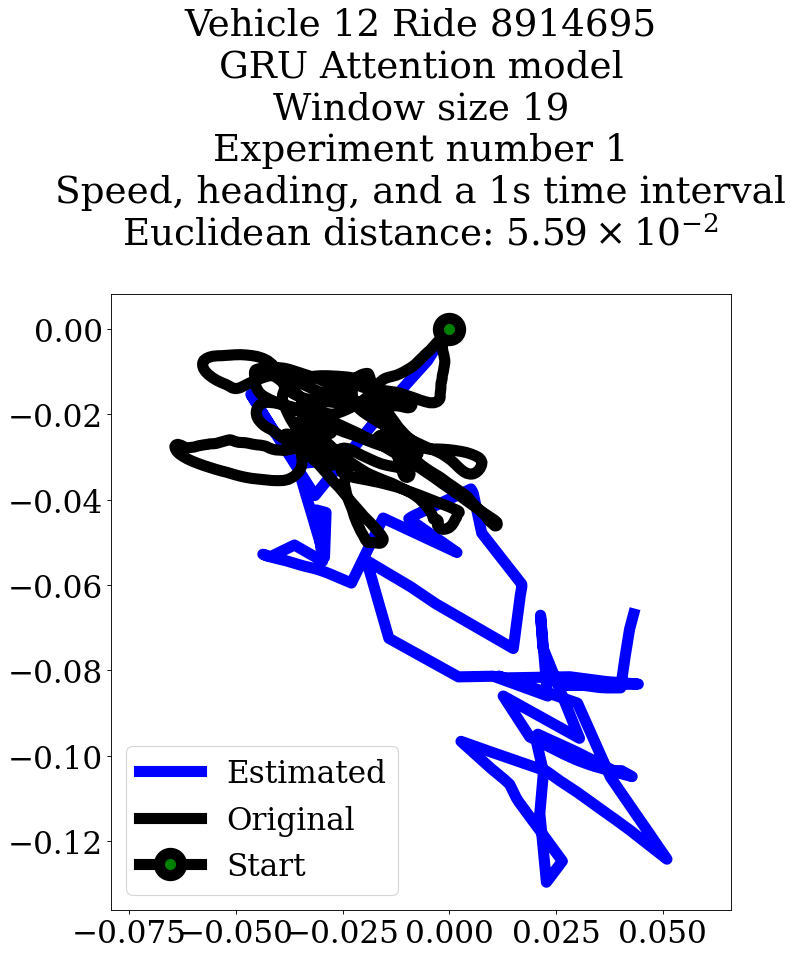 Vehicle 12 Ride 8914695
GRU Attention model
Window size 19
Experiment number 1
Speed, heading, and a 1s time interval
Euclidean distance: 5.59 × 10⁻²
0.00
−0.02
−0.04
−0.06
−0.08
−0.10
−0.12
Estimated
Original
Start
−0.075 −0.050 −0.025 0.000 0.025 0.050